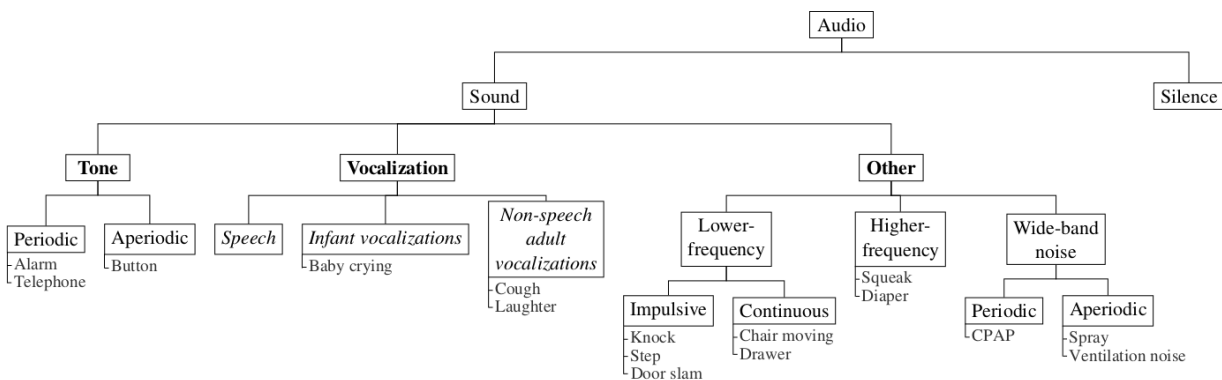 Audio
Sound
Silence
Tone
Vocalization
Other
Periodic
Alarm
Telephone
Aperiodic
Button
Speech
Infant vocalizations
Baby crying
Non-speech
adult
vocalizations
Cough
Laughter
Lower-
frequency
Impulsive
Knock
Step
Door slam
Continuous
Chair moving
Drawer
Higher-
frequency
Squeak
Diaper
Wide-band
noise
Periodic
CPAP
Aperiodic
Spray
Ventilation noise